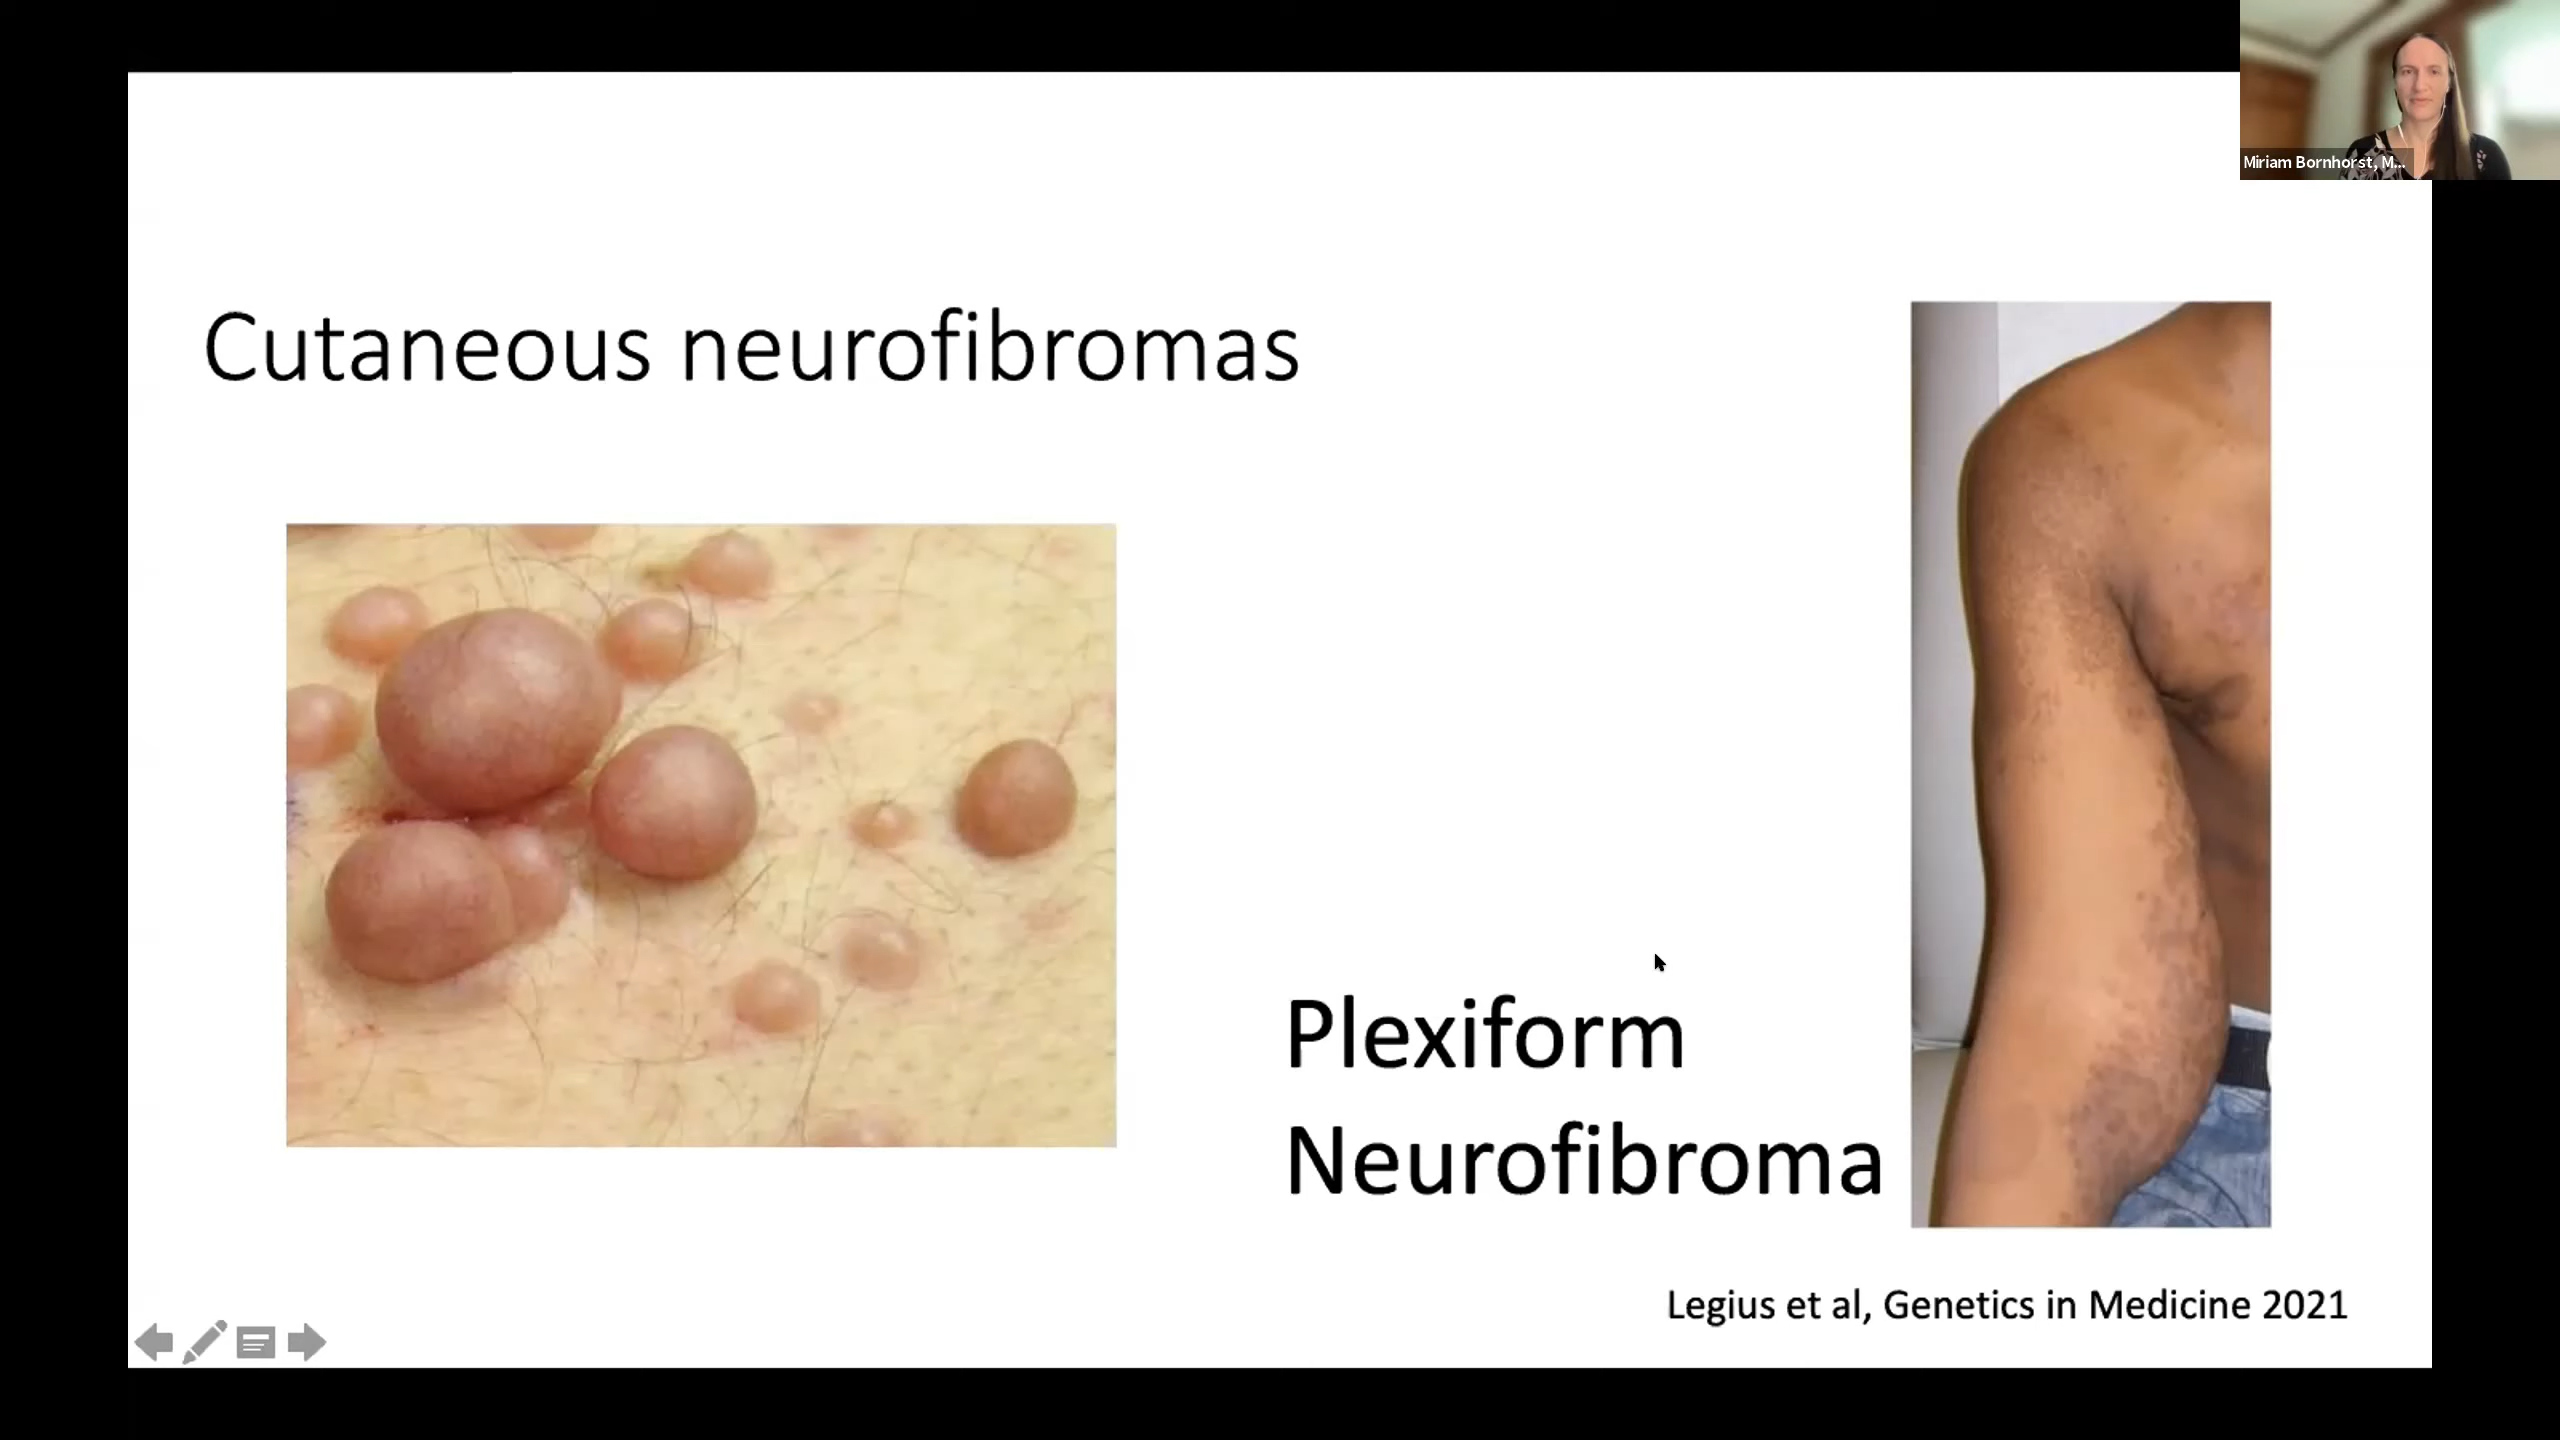 Miriam Bornhorst, M...
Cutaneous neurofibromas
Plexiform
Neurofibroma
Legius et al, Genetics in Medicine 2021